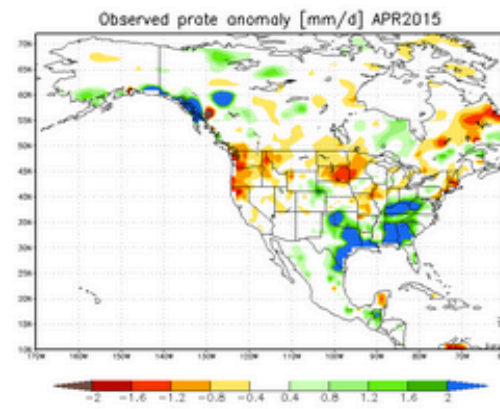 Observed prate anomaly [mm/d] APR2015
70N
65N
60N
55N
50N
45N
40N
35N
30N
25N
20N
15N
10N
170W 160W 150W 140W 130W 120W 110W 100W 90W 80W 70W
-2 -1.6 -1.2 -0.8 -0.4 0.4 0.8 1.2 1.6 2